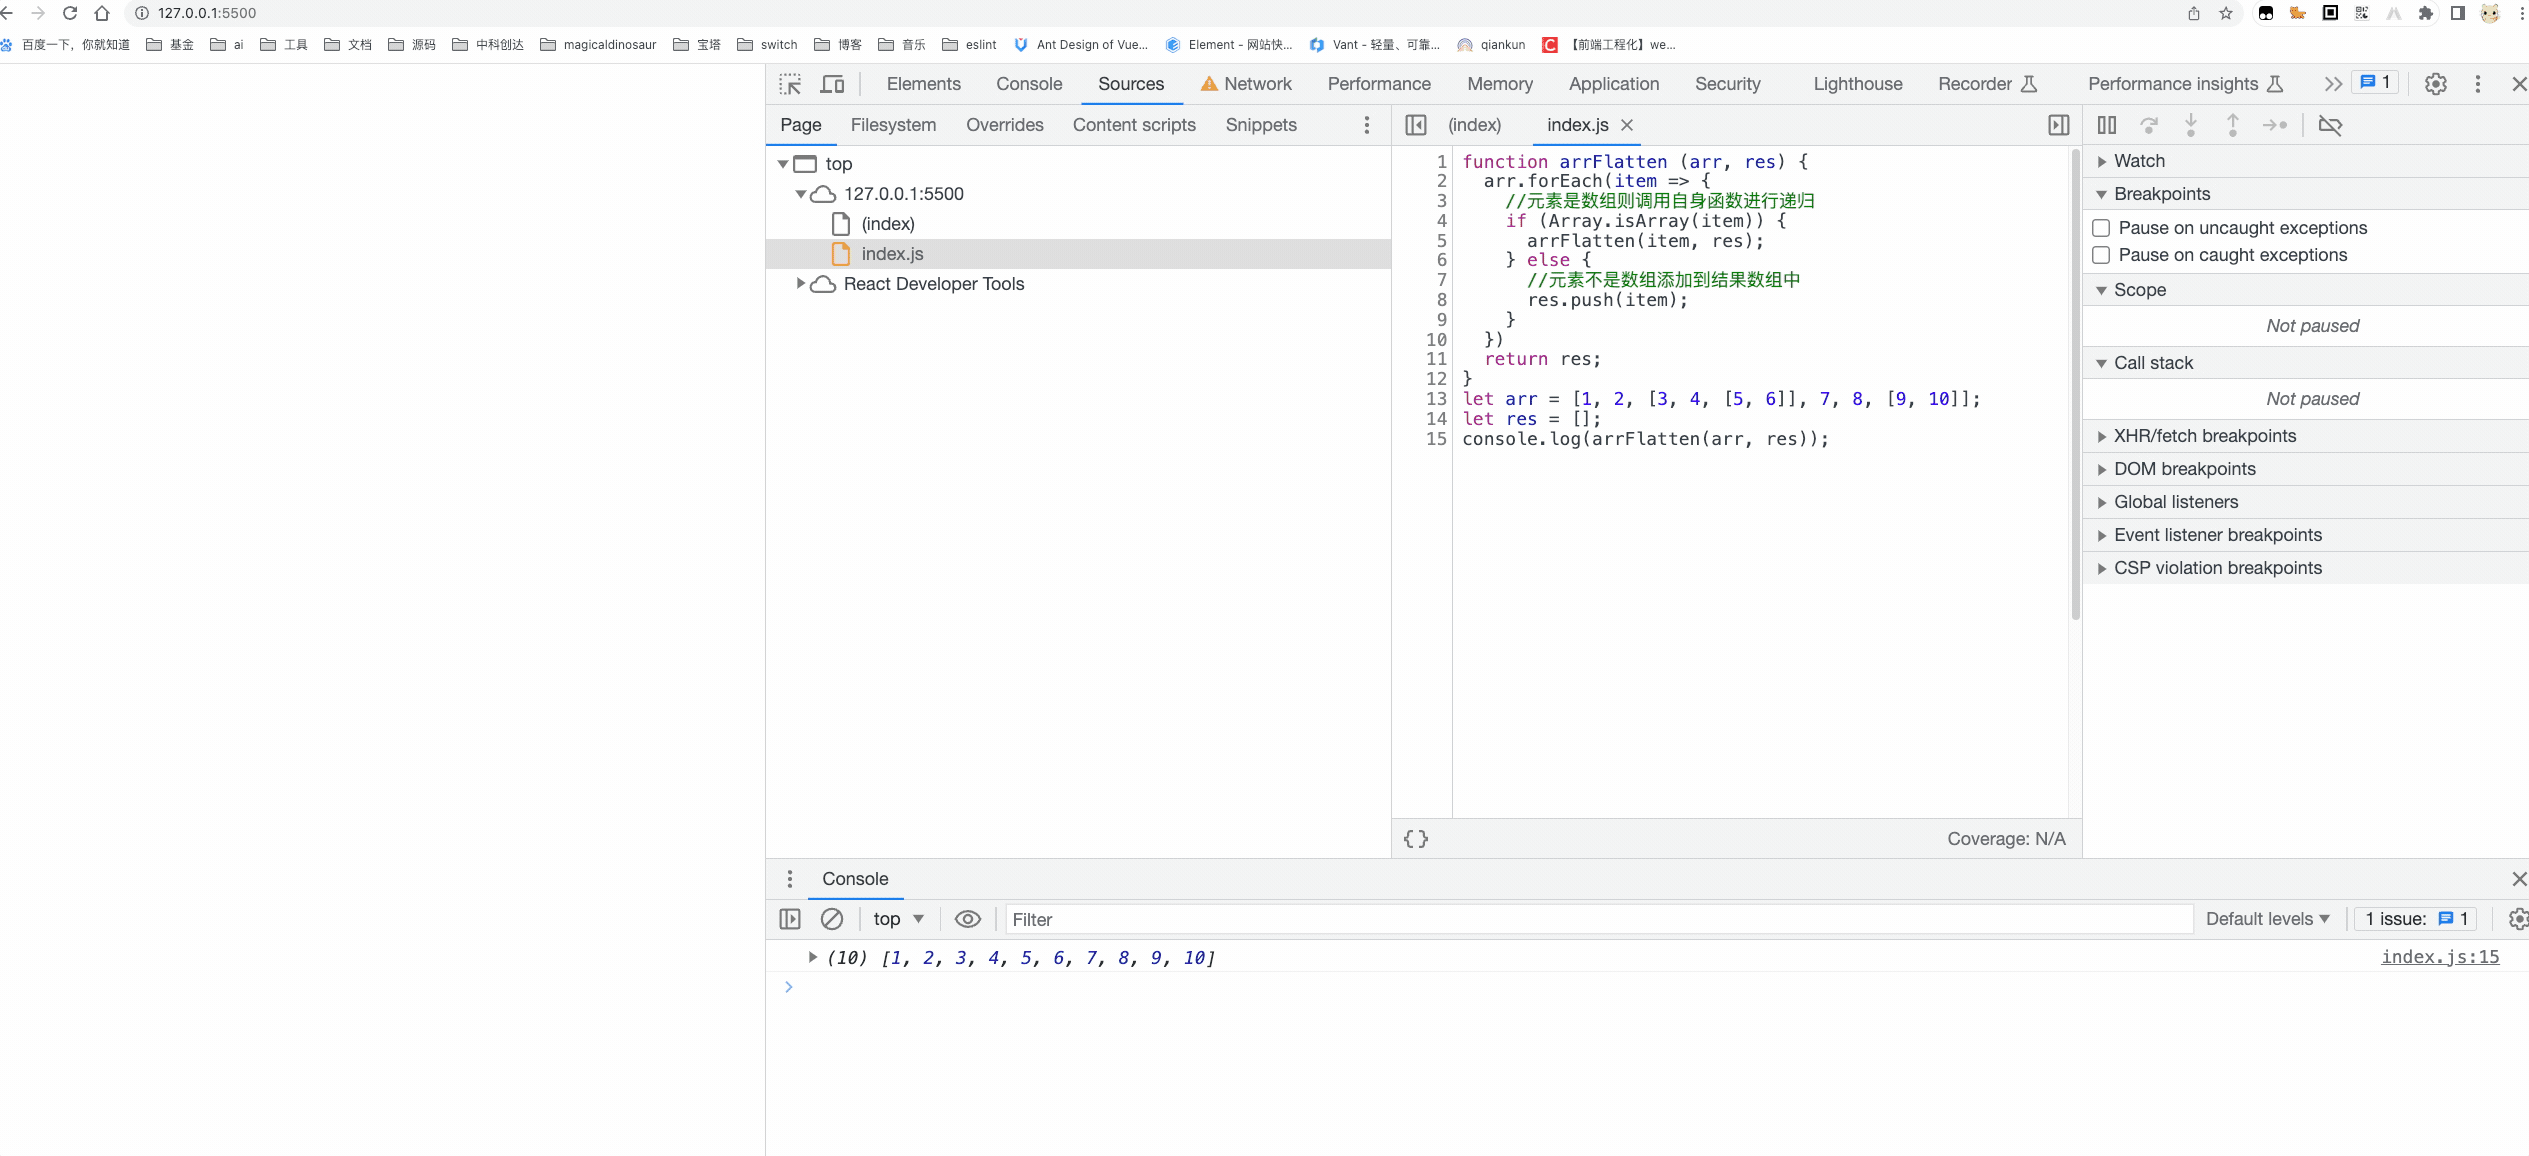 127.0.0.1:5500
百度一下，你就知道 基金 ai 工具 文档 源码 中科创达 magicaldinosaur 宝塔 switch 博客 音乐 eslint Ant Design of Vue... Element - 网站快... Vant - 轻量、可靠... qiankun 【前端工程化】we...
Elements Console Sources Network Performance Memory Application Security Lighthouse Recorder Performance insights 1
Page Filesystem Overrides Content scripts Snippets
top
127.0.0.1:5500
(index)
index.js
React Developer Tools
(index) index.js
1 function arrFlatten (arr, res) {
2 arr.forEach(item => {
3 //元素是数组则调用自身函数进行递归
4 if (Array.isArray(item)) {
5 arrFlatten(item, res);
6 } else {
7 //元素不是数组添加到结果数组中
8 res.push(item);
9 }
10 })
11 return res;
12 }
13 let arr = [1, 2, [3, 4, [5, 6]], 7, 8, [9, 10]];
14 let res = [];
15 console.log(arrFlatten(arr, res));
{} Coverage: N/A
Watch
Breakpoints
Pause on uncaught exceptions
Pause on caught exceptions
Scope
Not paused
Call stack
Not paused
XHR/fetch breakpoints
DOM breakpoints
Global listeners
Event listener breakpoints
CSP violation breakpoints
Console
top Filter Default levels 1 issue: 1
(10) [1, 2, 3, 4, 5, 6, 7, 8, 9, 10] index.js:15